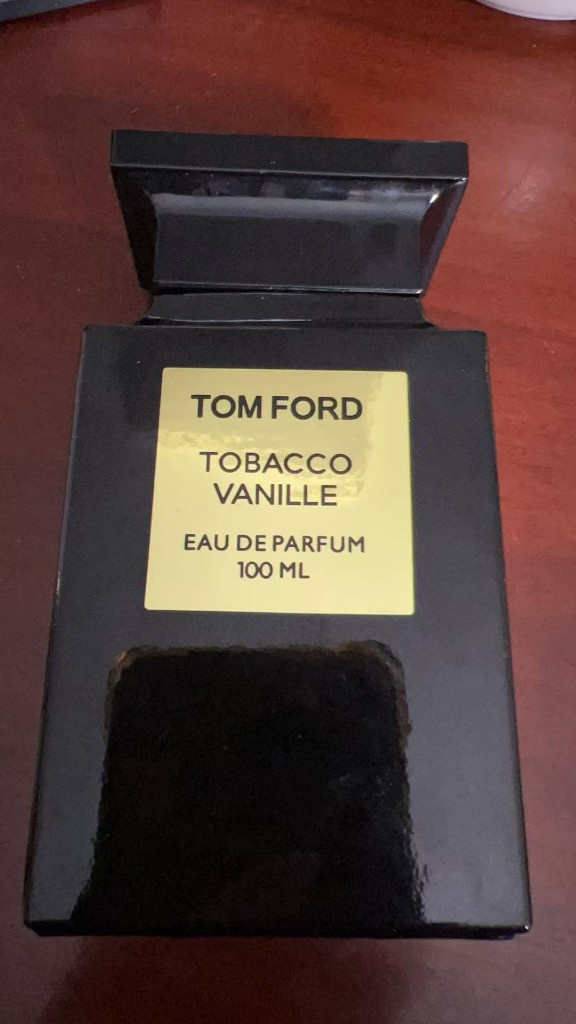 TOM FORD
TOBACCO
VANILLE
EAU DE PARFUM
100 ML